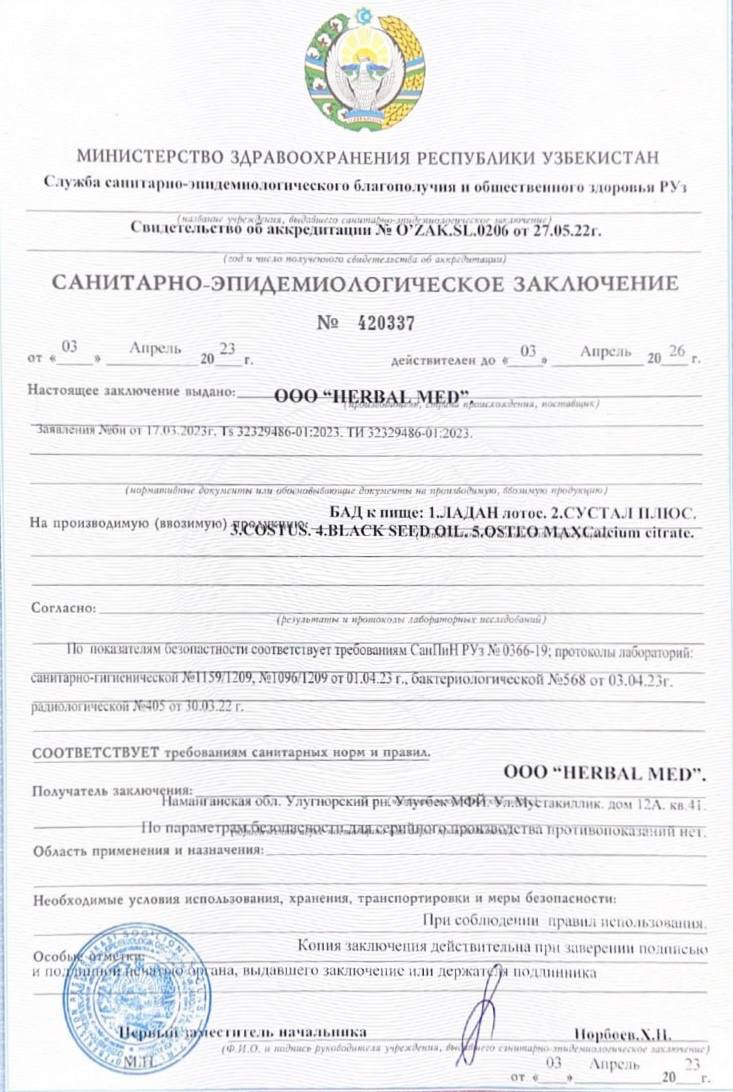 МИНИСТЕРСТВО ЗДРАВООХРАНЕНИЯ РЕСПУБЛИКИ УЗБЕКИСТАН
Служба санитарно-эпидемиологического благополучия и общественного здоровья РУз
(название учреждения, выдавшего санитарно-эпидемиологическое заключение)
Свидетельство об аккредитации № O’ZAK.SL.0206 от 27.05.22г.
(год и число полученного свидетельства об аккредитации)
САНИТАРНО-ЭПИДЕМИОЛОГИЧЕСКОЕ ЗАКЛЮЧЕНИЕ
№ 420337
от « 03 » Апрель 20 23 г. действителен до « 03 » Апрель 20 26 г.
Настоящее заключение выдано: ООО “HERBAL MED”.
(производитель, страна происхождения, поставщик)
Заявления №бн от 17.03.2023г. Ts 32329486-01:2023. ТИ 32329486-01:2023.
(нормативные документы или обосновывающие документы на производимую, ввозимую продукцию)
БАД к пище: 1.ЛАДАН лотос. 2.СУСТАЛ ПЛЮС.
На производимую (ввозимую) продукцию:
3.COSTUS. 4.BLACK SEED OIL. 5.OSTEO MAXCalcium citrate.
Согласно:
(результаты и протоколы лабораторных исследований)
По показателям безопастности соответствует требованиям СанПиН РУз № 0366-19; протоколы лабораторий:
санитарно-гигиенической №1159/1209, №1096/1209 от 01.04.23 г., бактериологической №568 от 03.04.23г.
радиологической №405 от 30.03.22 г.
СООТВЕТСТВУЕТ требованиям санитарных норм и правил.
ООО “HERBAL MED”.
Получатель заключения:
Наманганская обл. Улугнорский рн. Улугбек МФЙ. Ул.Мустакиллик. дом 12А. кв.41.
По параметрам безопасности для серийного производства противопоказаний нет.
Область применения и назначения:
Необходимые условия использования, хранения, транспортировки и меры безопасности:
При соблюдении правил использования.
Копия заключения действительна при заверении подписью
Особые отметки:
и подлинной печатью органа, выдавшего заключение или держателя подлинника
Первый заместитель начальника Норбоев.Х.Н.
(Ф.И.О. и подпись руководителя учреждения, выдавшего санитарно-эпидемиологическое заключение)
М.П.
от « 03 » Апрель 20 23 г.